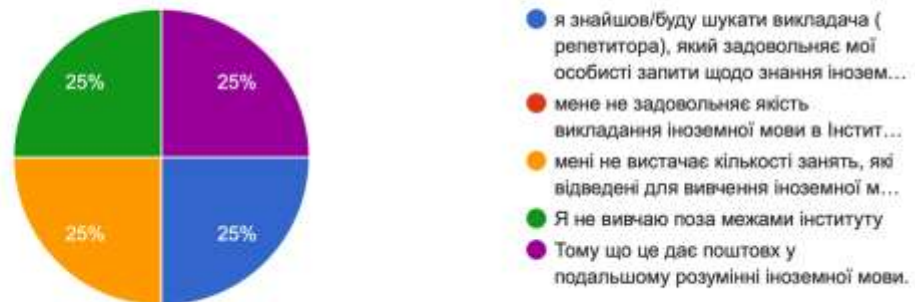 25%
25%
25%
25%
я знайшов/буду шукати викладача (
репетитора), який задовольняє мої
особисті запити щодо знання інозем…
мене не задовольняє якість
викладання іноземної мови в Інстит…
мені не вистачає кількості занять, які
відведені для вивчення іноземної м…
Я не вивчаю поза межами інституту
Тому що це дає поштовх у
подальшому розумінні іноземної мови.